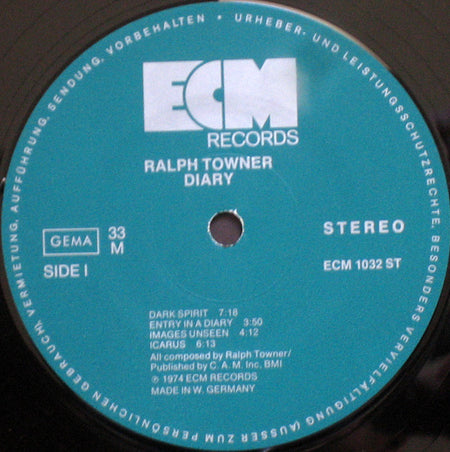 ECM
RECORDS
RALPH TOWNER
DIARY
GEMA
33
M
SIDE I
STEREO
ECM 1032 ST
DARK SPIRIT 7:18
ENTRY IN A DIARY 3:50
IMAGES UNSEEN 4:12
ICARUS 6:13
All composed by Ralph Towner/
Published by C. A. M. Inc. BMI
℗ 1974 ECM RECORDS
MADE IN W. GERMANY
URHEBER- UND LEISTUNGSSCHUTZRECHTE, BESONDERS VERVIELFÄLTIGUNG (AUSSER ZUM PERSÖNLICHEN GEBRAUCH), VERMIETUNG, AUFFÜHRUNG, SENDUNG, VORBEHALTEN •